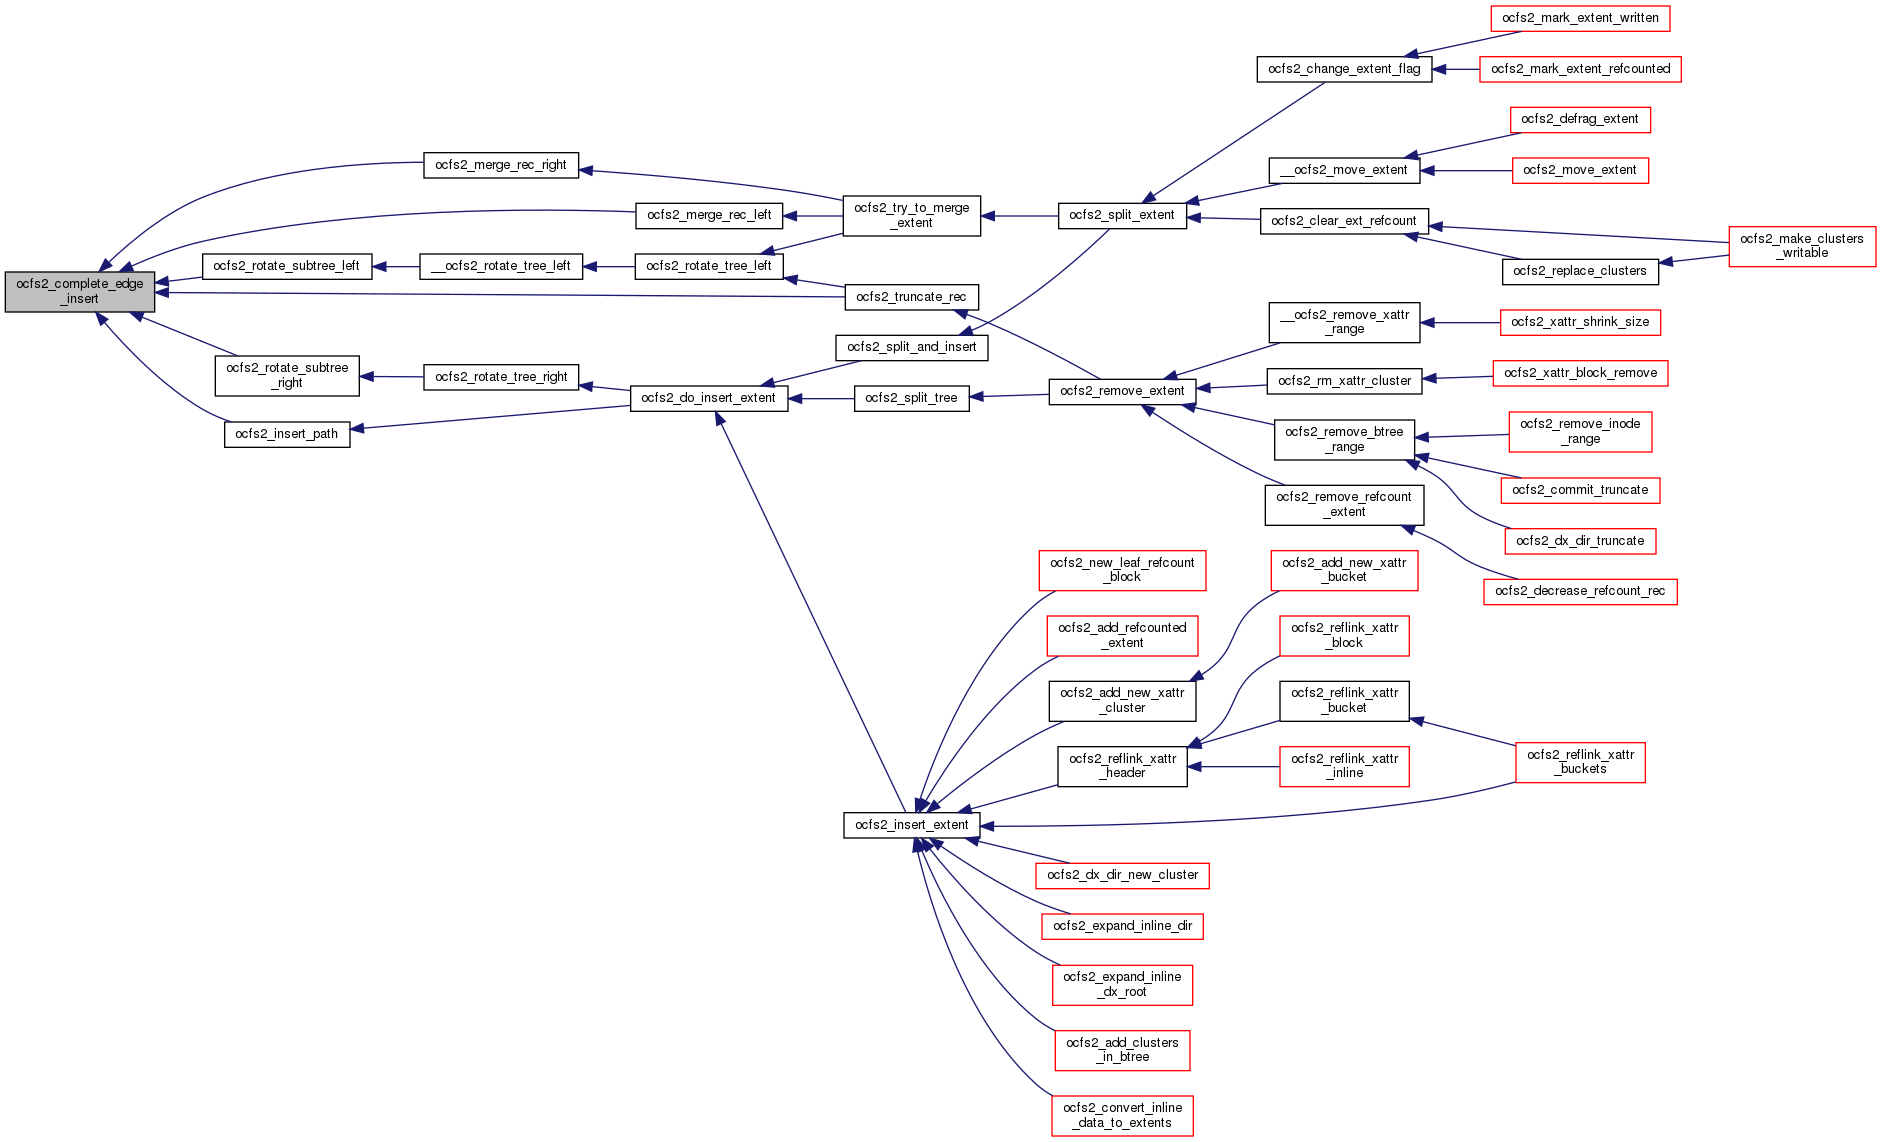 ocfs2_mark_extent_written
ocfs2_change_extent_flag
ocfs2_mark_extent_refcounted
ocfs2_defrag_extent
ocfs2_merge_rec_right
__ocfs2_move_extent
ocfs2_move_extent
ocfs2_merge_rec_left
ocfs2_try_to_merge
_extent
ocfs2_split_extent
ocfs2_clear_ext_refcount
ocfs2_make_clusters
_writable
ocfs2_rotate_subtree_left
__ocfs2_rotate_tree_left
ocfs2_rotate_tree_left
ocfs2_replace_clusters
ocfs2_complete_edge
_insert
ocfs2_truncate_rec
__ocfs2_remove_xattr
_range
ocfs2_xattr_shrink_size
ocfs2_split_and_insert
ocfs2_rotate_subtree
_right
ocfs2_rotate_tree_right
ocfs2_do_insert_extent
ocfs2_split_tree
ocfs2_remove_extent
ocfs2_rm_xattr_cluster
ocfs2_xattr_block_remove
ocfs2_insert_path
ocfs2_remove_btree
_range
ocfs2_remove_inode
_range
ocfs2_commit_truncate
ocfs2_remove_refcount
_extent
ocfs2_dx_dir_truncate
ocfs2_decrease_refcount_rec
ocfs2_new_leaf_refcount
_block
ocfs2_add_new_xattr
_bucket
ocfs2_add_refcounted
_extent
ocfs2_reflink_xattr
_block
ocfs2_add_new_xattr
_cluster
ocfs2_reflink_xattr
_bucket
ocfs2_reflink_xattr
_header
ocfs2_reflink_xattr
_inline
ocfs2_reflink_xattr
_buckets
ocfs2_insert_extent
ocfs2_dx_dir_new_cluster
ocfs2_expand_inline_dir
ocfs2_expand_inline
_dx_root
ocfs2_add_clusters
_in_btree
ocfs2_convert_inline
_data_to_extents